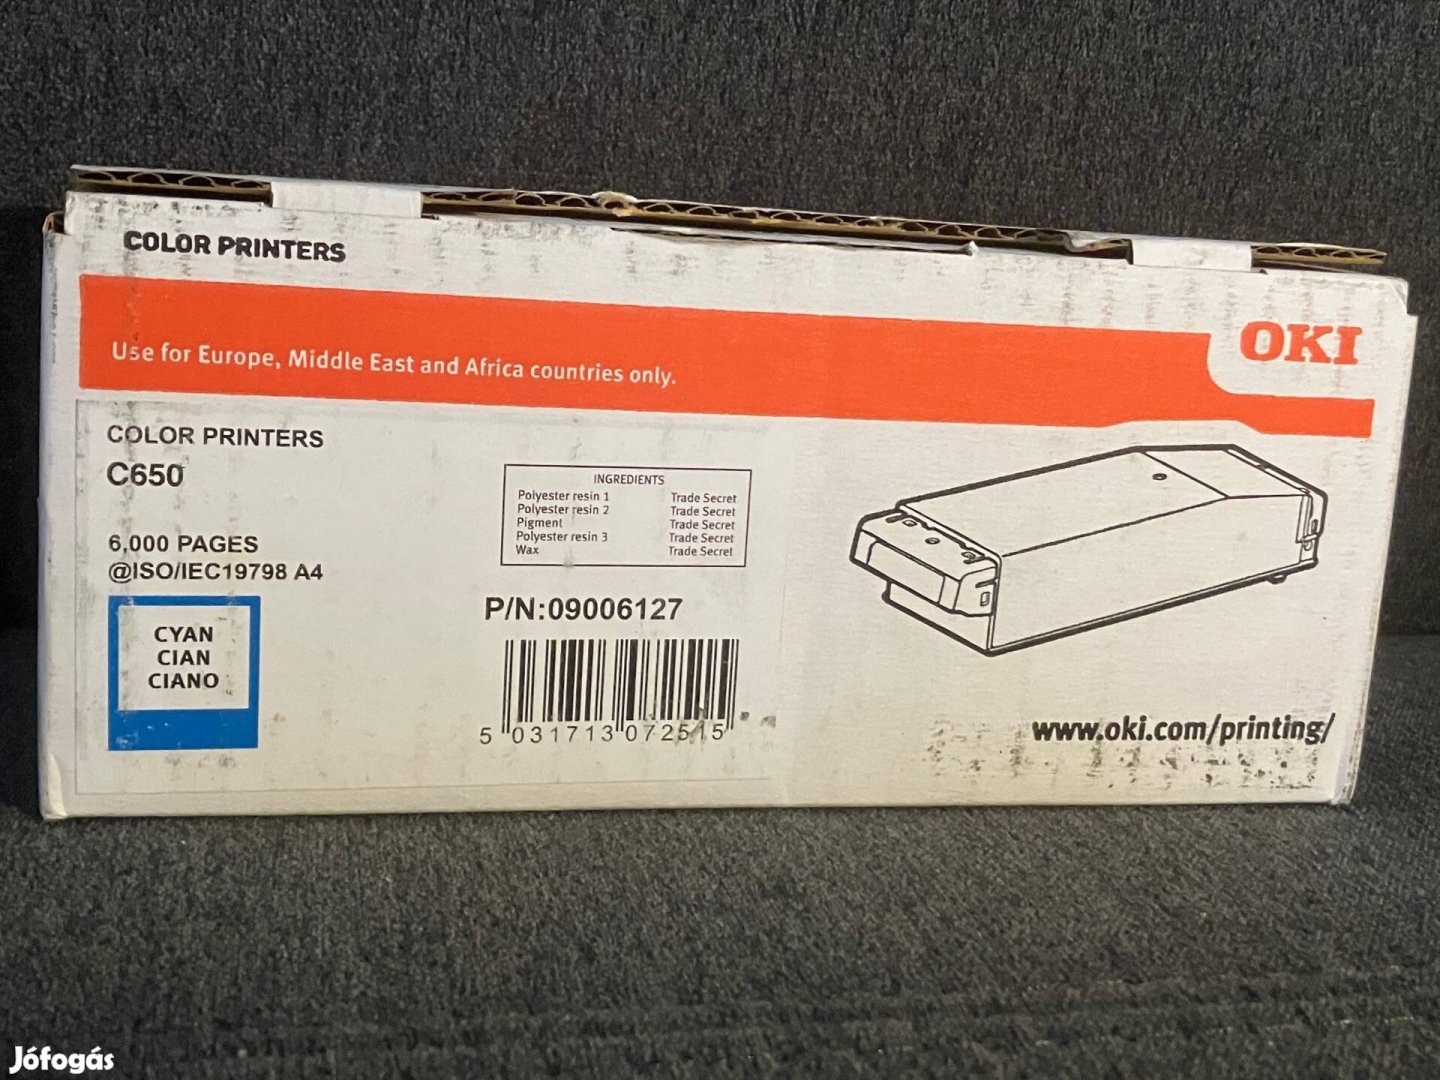 COLOR PRINTERS
Use for Europe, Middle East and Africa countries only.
OKI
COLOR PRINTERS
C650
6,000 PAGES
@ISO/IEC19798 A4
CYAN
CIAN
CIANO
INGREDIENTS
Polyester resin 1 Trade Secret
Polyester resin 2 Trade Secret
Pigment Trade Secret
Polyester resin 3 Trade Secret
Wax Trade Secret
P/N:09006127
5 031713 072515
www.oki.com/printing/
Jófogás